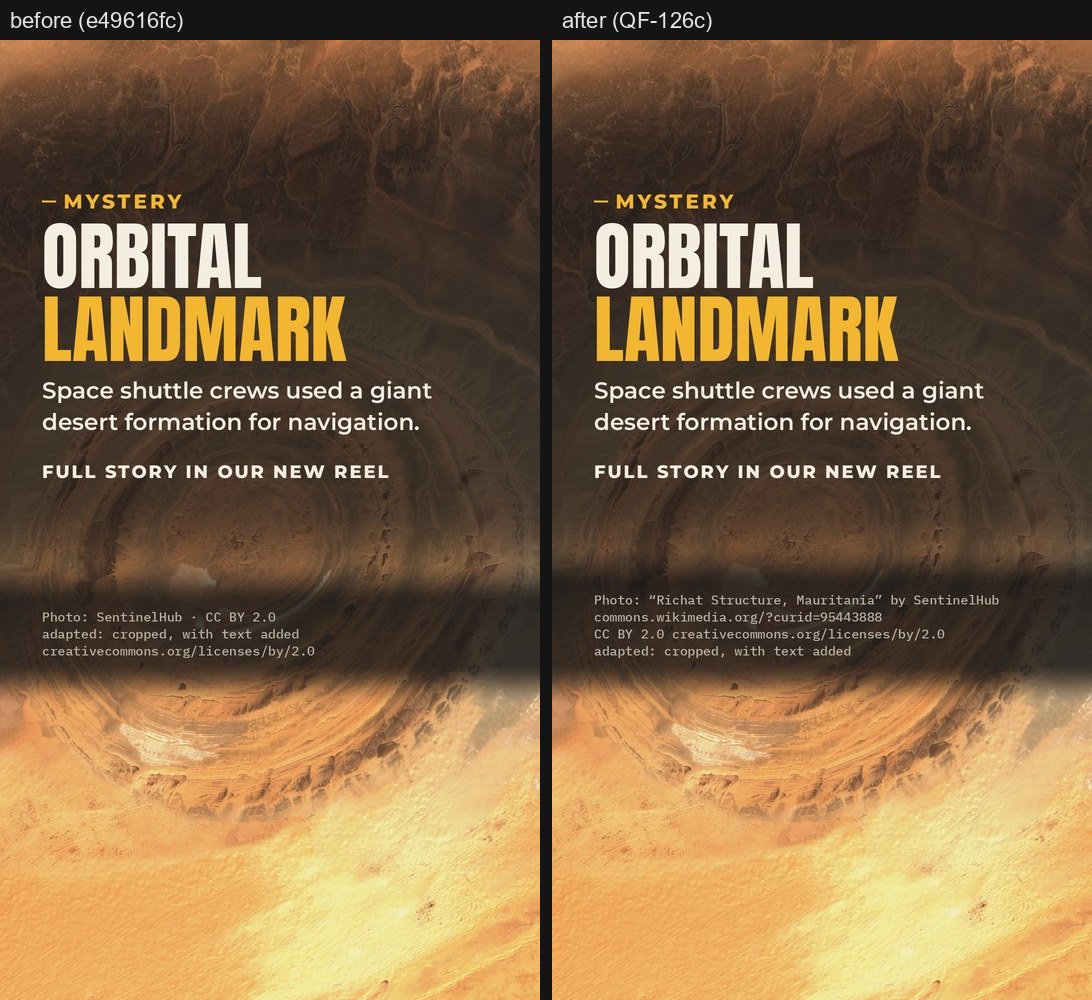 before (e49616fc)
— MYSTERY
ORBITAL
LANDMARK
Space shuttle crews used a giant
desert formation for navigation.
FULL STORY IN OUR NEW REEL
Photo: SentinelHub · CC BY 2.0
adapted: cropped, with text added
creativecommons.org/licenses/by/2.0
after (QF-126c)
— MYSTERY
ORBITAL
LANDMARK
Space shuttle crews used a giant
desert formation for navigation.
FULL STORY IN OUR NEW REEL
Photo: “Richat Structure, Mauritania” by SentinelHub
commons.wikimedia.org/?curid=95443888
CC BY 2.0 creativecommons.org/licenses/by/2.0
adapted: cropped, with text added